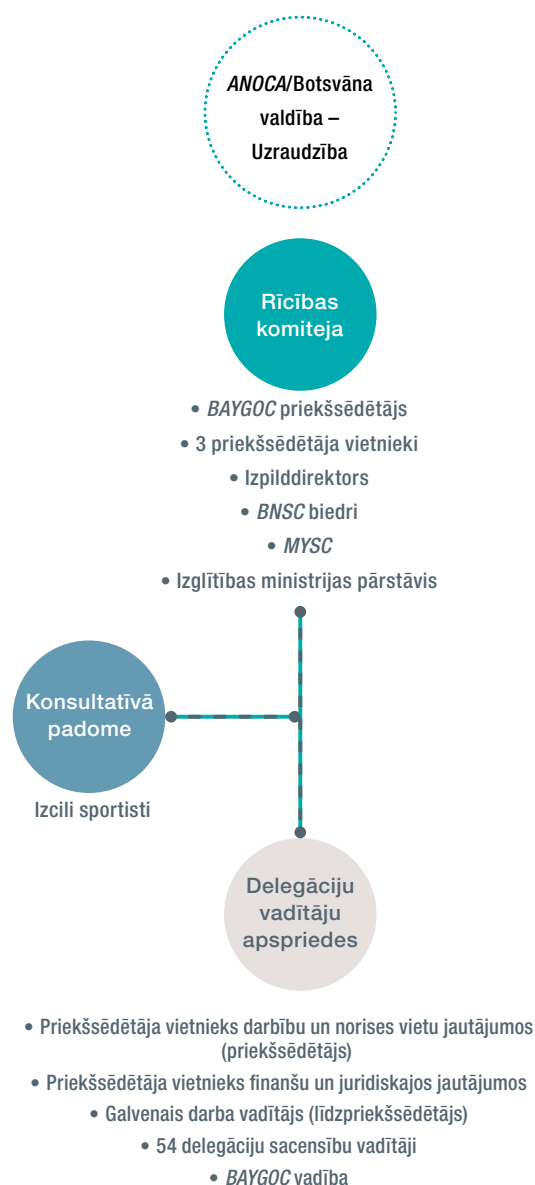 ANOCA/Botsvāna
valdība –
Uzraudzība
Rīcības
komiteja
• BAYGOC priekšsēdētājs
• 3 priekšsēdētāja vietnieki
• Izpilddirektors
• BNSC biedri
• MYSC
• Izglītības ministrijas pārstāvis
Konsultatīvā
padome
Izcili sportisti
Delegāciju
vadītāju
apspriedes
• Priekšsēdētāja vietnieks darbību un norises vietu jautājumos
(priekšsēdētājs)
• Priekšsēdētāja vietnieks finanšu un juridiskajos jautājumos
• Galvenais darba vadītājs (līdzpriekšsēdētājs)
• 54 delegāciju sacensību vadītāji
• BAYGOC vadība